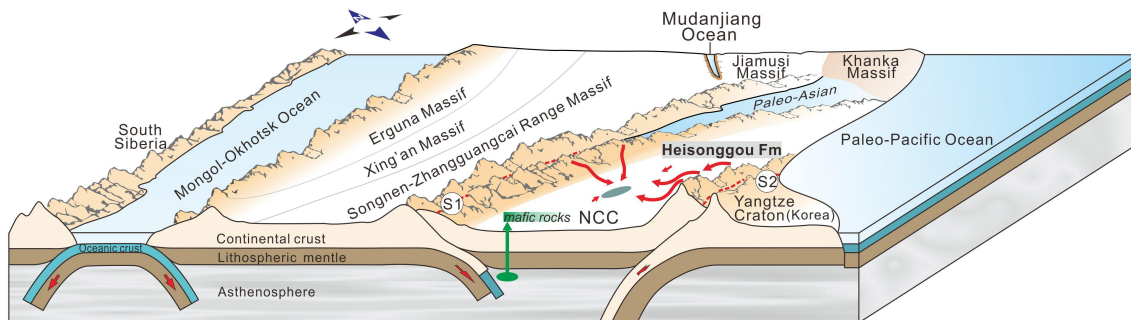 N
Mudanjiang
Ocean
Jiamusi
Massif
Khanka
Massif
South
Siberia
Mongol-Okhotsk Ocean
Erguna Massif
Xing'an Massif
Songnen-Zhangguangcai Range Massif
Paleo-Asian
Paleo-Pacific Ocean
Heisonggou Fm
S1
S2
mafic rocks
NCC
Yangtze
Craton(Korea)
Continental crust
Oceanic crust
Lithospheric mentle
Asthenosphere